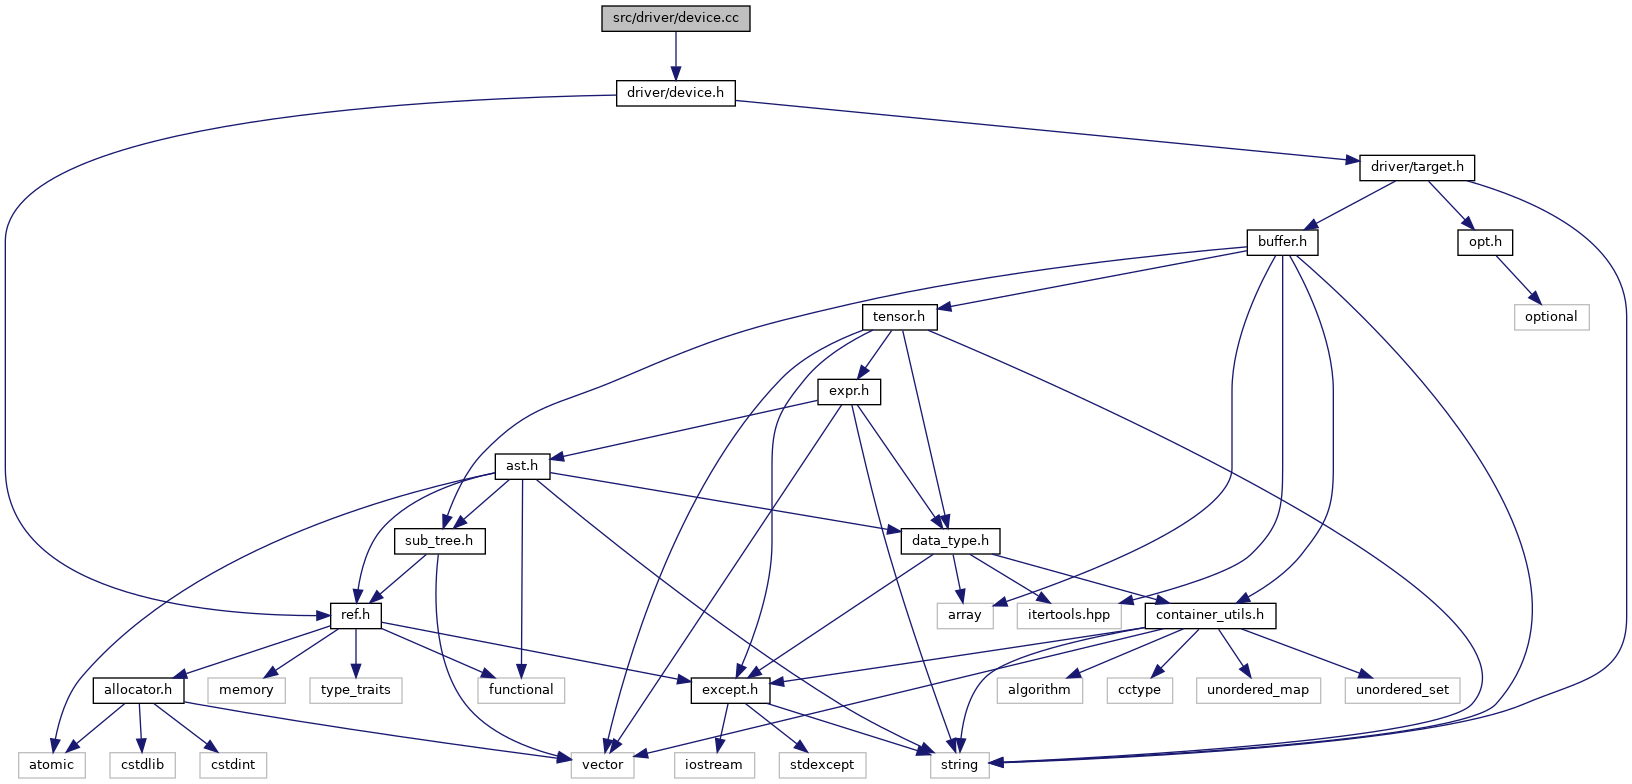 src/driver/device.cc
driver/device.h
driver/target.h
buffer.h
opt.h
tensor.h
optional
expr.h
ast.h
sub_tree.h
data_type.h
ref.h
array
itertools.hpp
container_utils.h
allocator.h
memory
type_traits
functional
except.h
algorithm
cctype
unordered_map
unordered_set
atomic
cstdlib
cstdint
vector
iostream
stdexcept
string